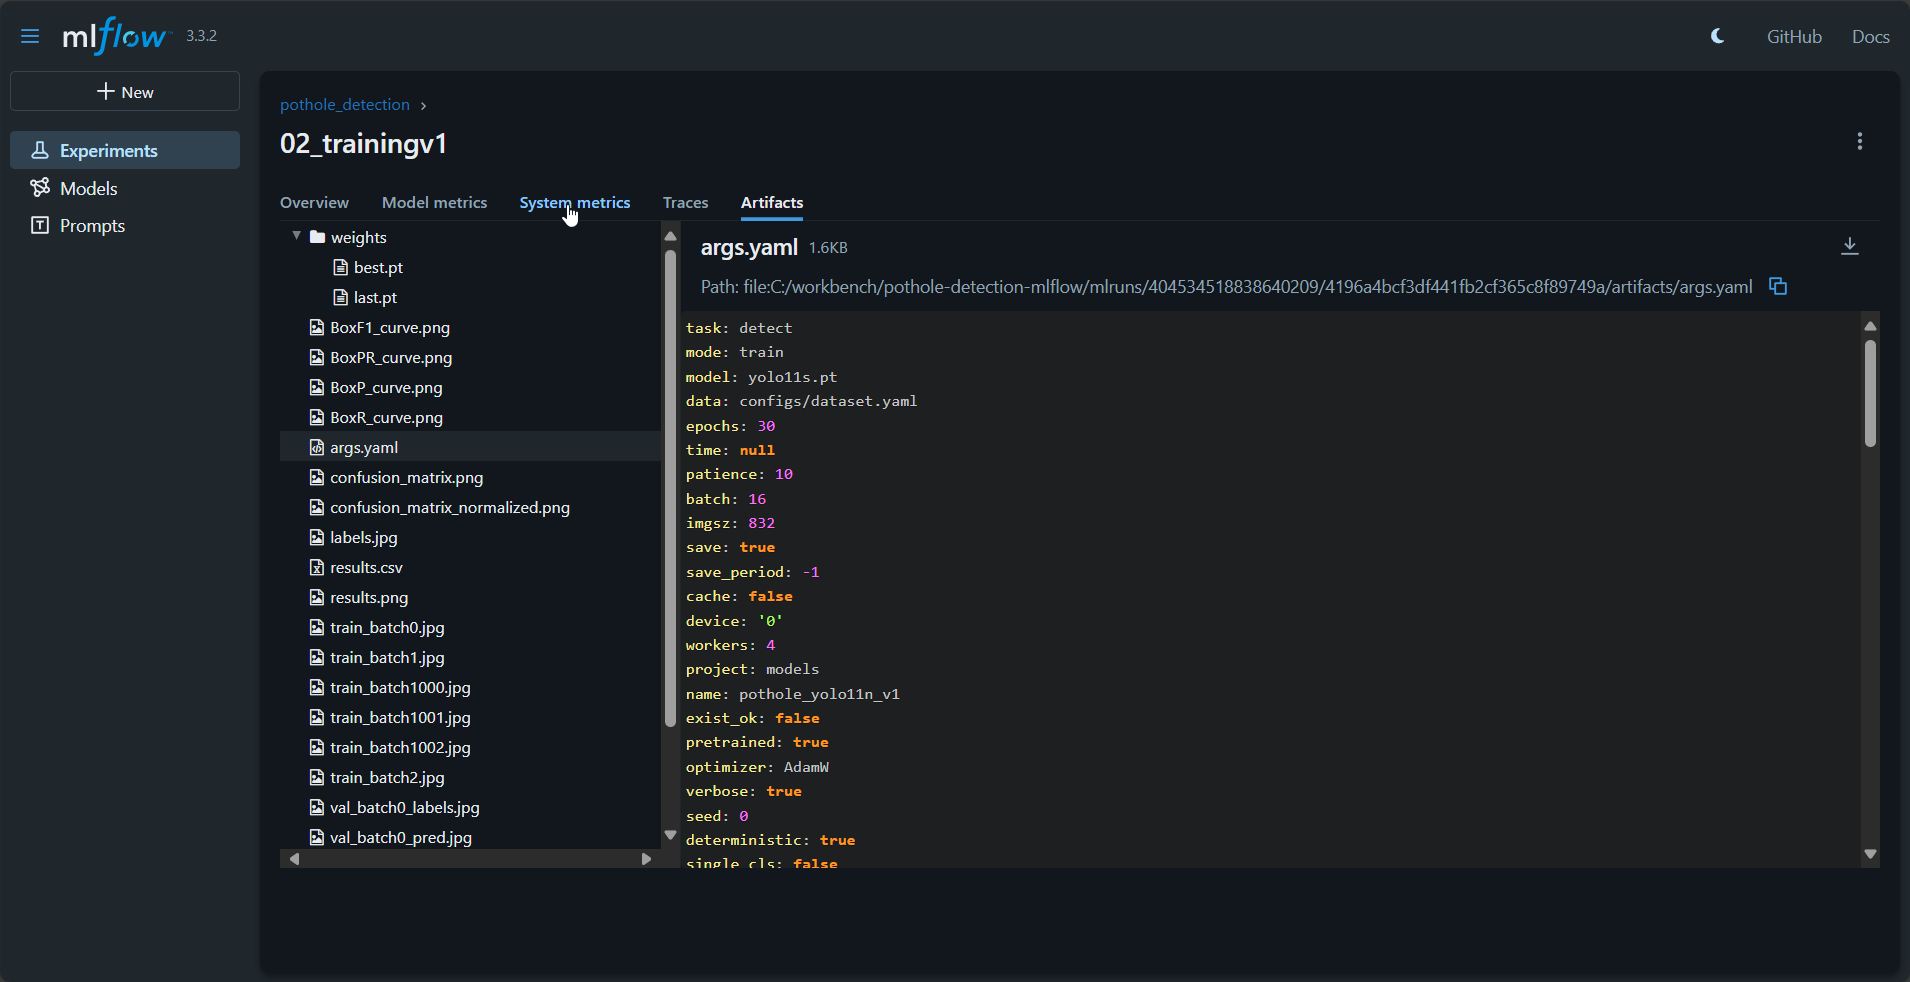 mlflow 3.3.2
GitHub
Docs
New
Experiments
Models
Prompts
pothole_detection ›
02_trainingv1
Overview
Model metrics
System metrics
Traces
Artifacts
weights
best.pt
last.pt
BoxF1_curve.png
BoxPR_curve.png
BoxP_curve.png
BoxR_curve.png
args.yaml
confusion_matrix.png
confusion_matrix_normalized.png
labels.jpg
results.csv
results.png
train_batch0.jpg
train_batch1.jpg
train_batch1000.jpg
train_batch1001.jpg
train_batch1002.jpg
train_batch2.jpg
val_batch0_labels.jpg
val_batch0_pred.jpg
args.yaml 1.6KB
Path: file:C:/workbench/pothole-detection-mlflow/mlruns/404534518838640209/4196a4bcf3df441fb2cf365c8f89749a/artifacts/args.yaml
task: detect
mode: train
model: yolo11s.pt
data: configs/dataset.yaml
epochs: 30
time: null
patience: 10
batch: 16
imgsz: 832
save: true
save_period: -1
cache: false
device: '0'
workers: 4
project: models
name: pothole_yolo11n_v1
exist_ok: false
pretrained: true
optimizer: AdamW
verbose: true
seed: 0
deterministic: true
single_cls: false